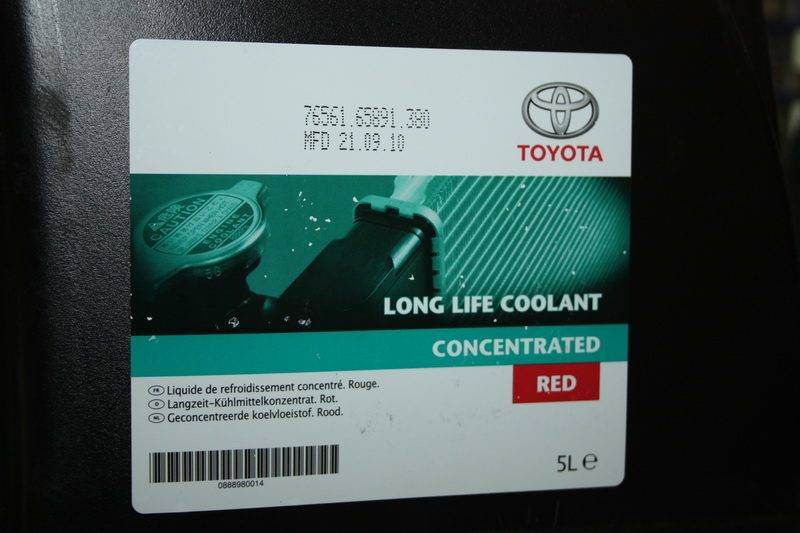 76561.65891.380
MFD 21.09.10
TOYOTA
CAUTION
LONG LIFE COOLANT
CONCENTRATED
RED
FR Liquide de refroidissement concentré. Rouge.
D Langzeit-Kühlmittelkonzentrat. Rot.
NL Geconcentreerde koelvloeistof. Rood.
0888980014
5L ℮